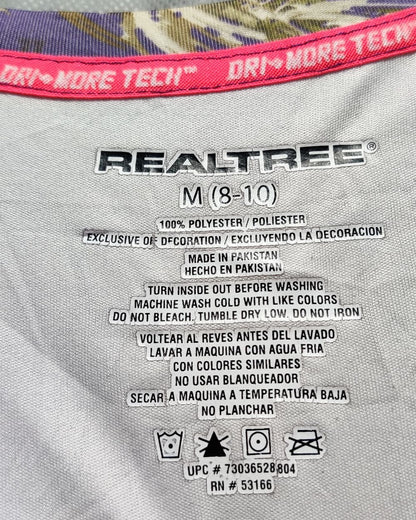 DRI MORE TECH™ DRI MORE TECH
REALTREE®
M (8-10)
100% POLYESTER / POLIESTER
EXCLUSIVE OF DECORATION / EXCLUYENDO LA DECORACION
MADE IN PAKISTAN
HECHO EN PAKISTAN
TURN INSIDE OUT BEFORE WASHING
MACHINE WASH COLD WITH LIKE COLORS
DO NOT BLEACH. TUMBLE DRY LOW. DO NOT IRON
VOLTEAR AL REVES ANTES DEL LAVADO
LAVAR A MAQUINA CON AGUA FRIA
CON COLORES SIMILARES
NO USAR BLANQUEADOR
SECAR A MAQUINA A TEMPERATURA BAJA
NO PLANCHAR
UPC # 73036528804
RN # 53166